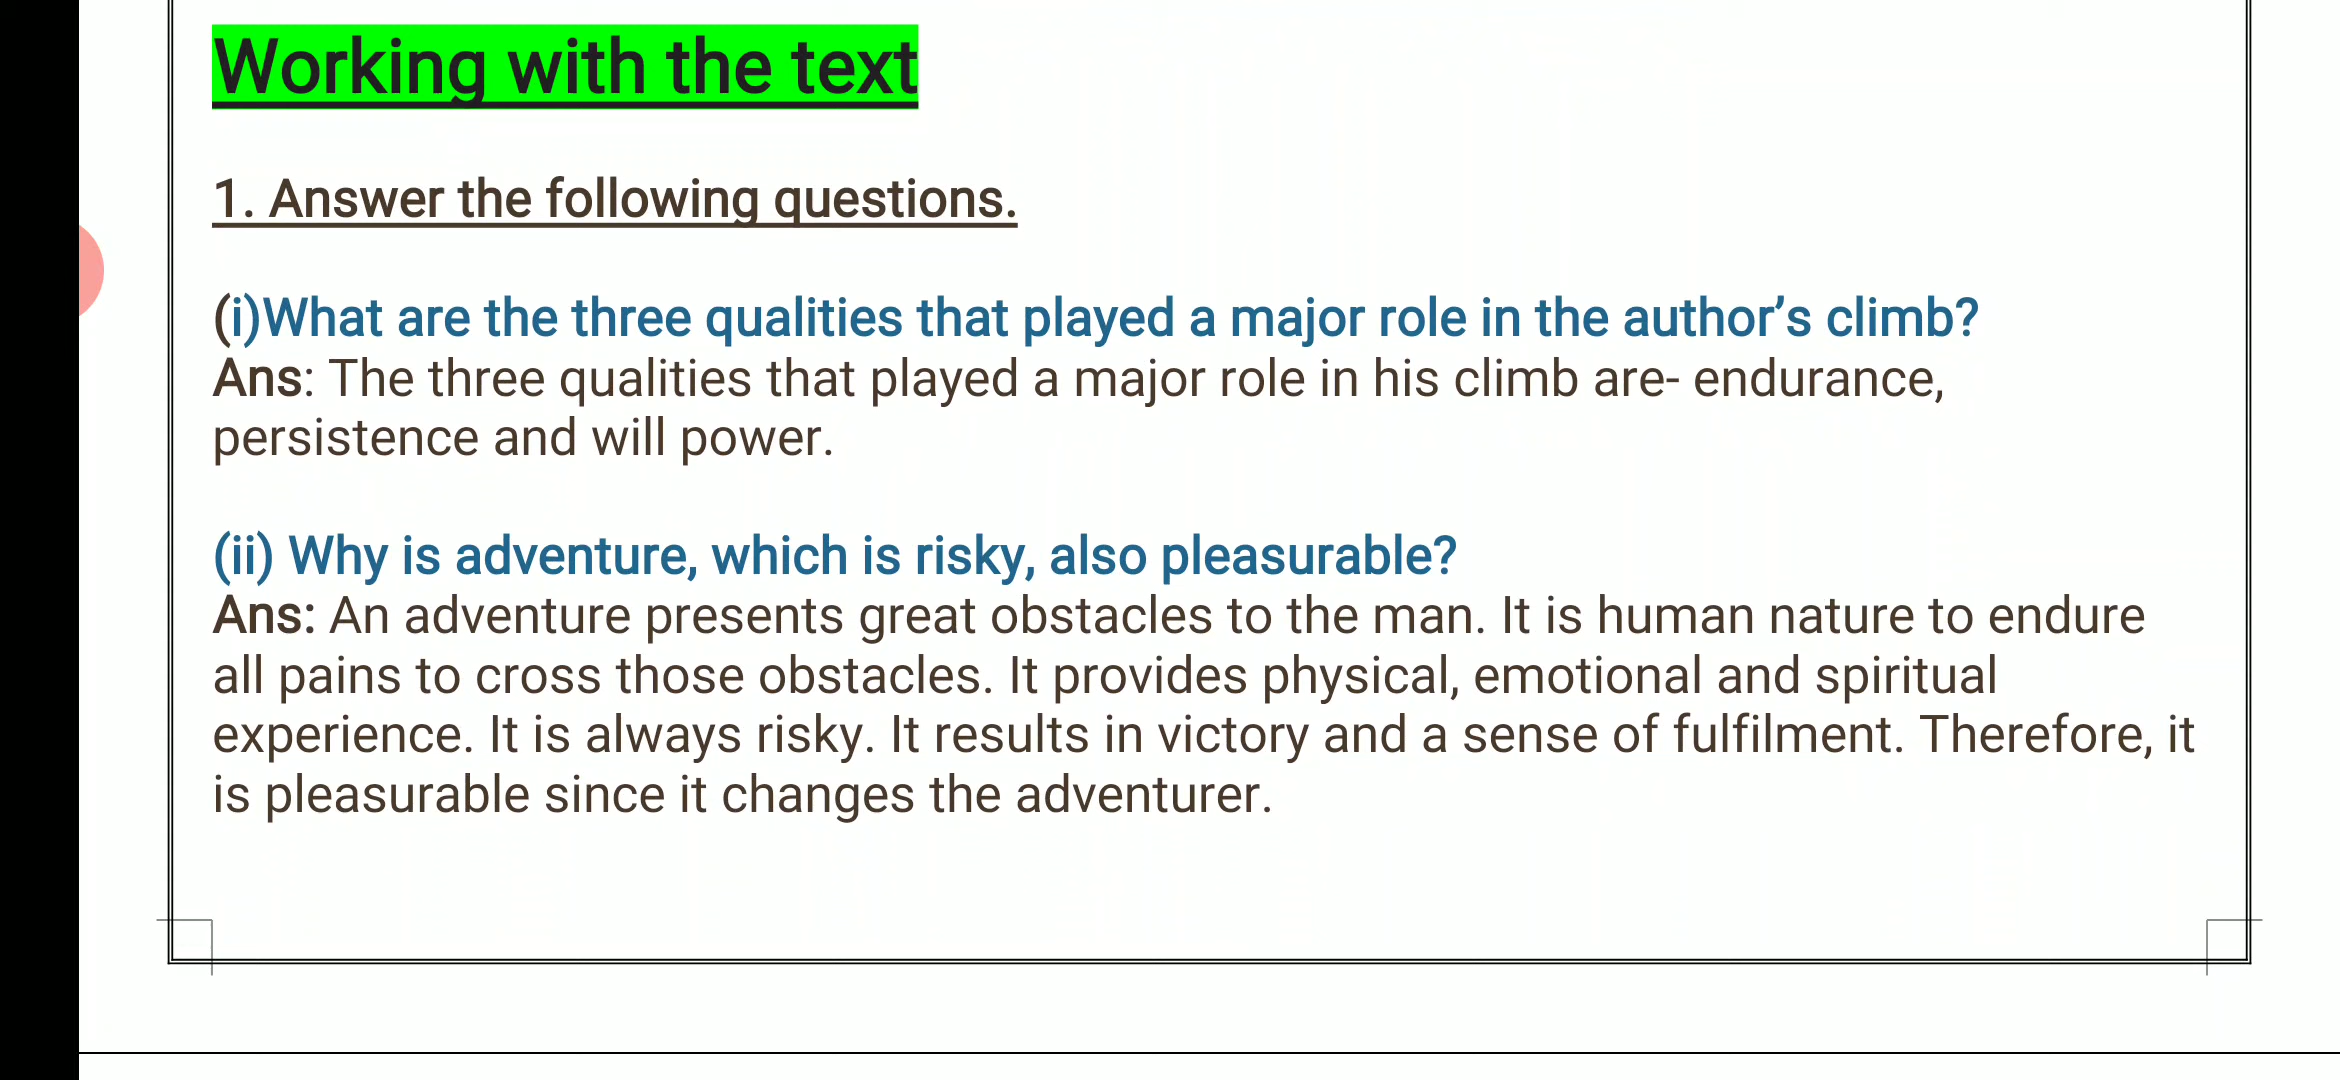 Working with the text
1. Answer the following questions.
(i)What are the three qualities that played a major role in the author’s climb?
Ans: The three qualities that played a major role in his climb are- endurance,
persistence and will power.
(ii) Why is adventure, which is risky, also pleasurable?
Ans: An adventure presents great obstacles to the man. It is human nature to endure
all pains to cross those obstacles. It provides physical, emotional and spiritual
experience. It is always risky. It results in victory and a sense of fulfilment. Therefore, it
is pleasurable since it changes the adventurer.